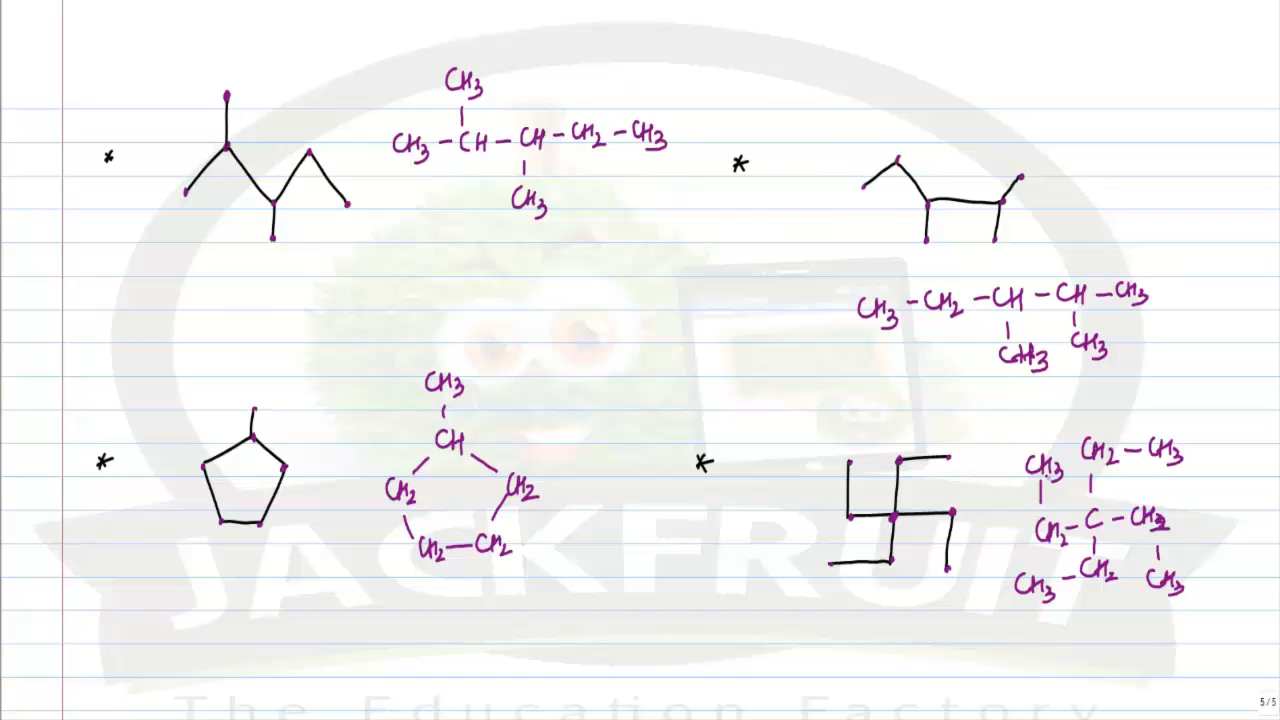 *
CH3
CH3 - CH - CH - CH2 - CH3
CH3
*
CH3 - CH2 - CH - CH - CH3
CH3 CH3
*
CH3
CH
CH2 CH2
CH2 - CH2
*
CH3 CH2 - CH3
CH2 - C - CH2
CH3 - CH2 CH3
JACKFRUIT
The Education Factory
5/5